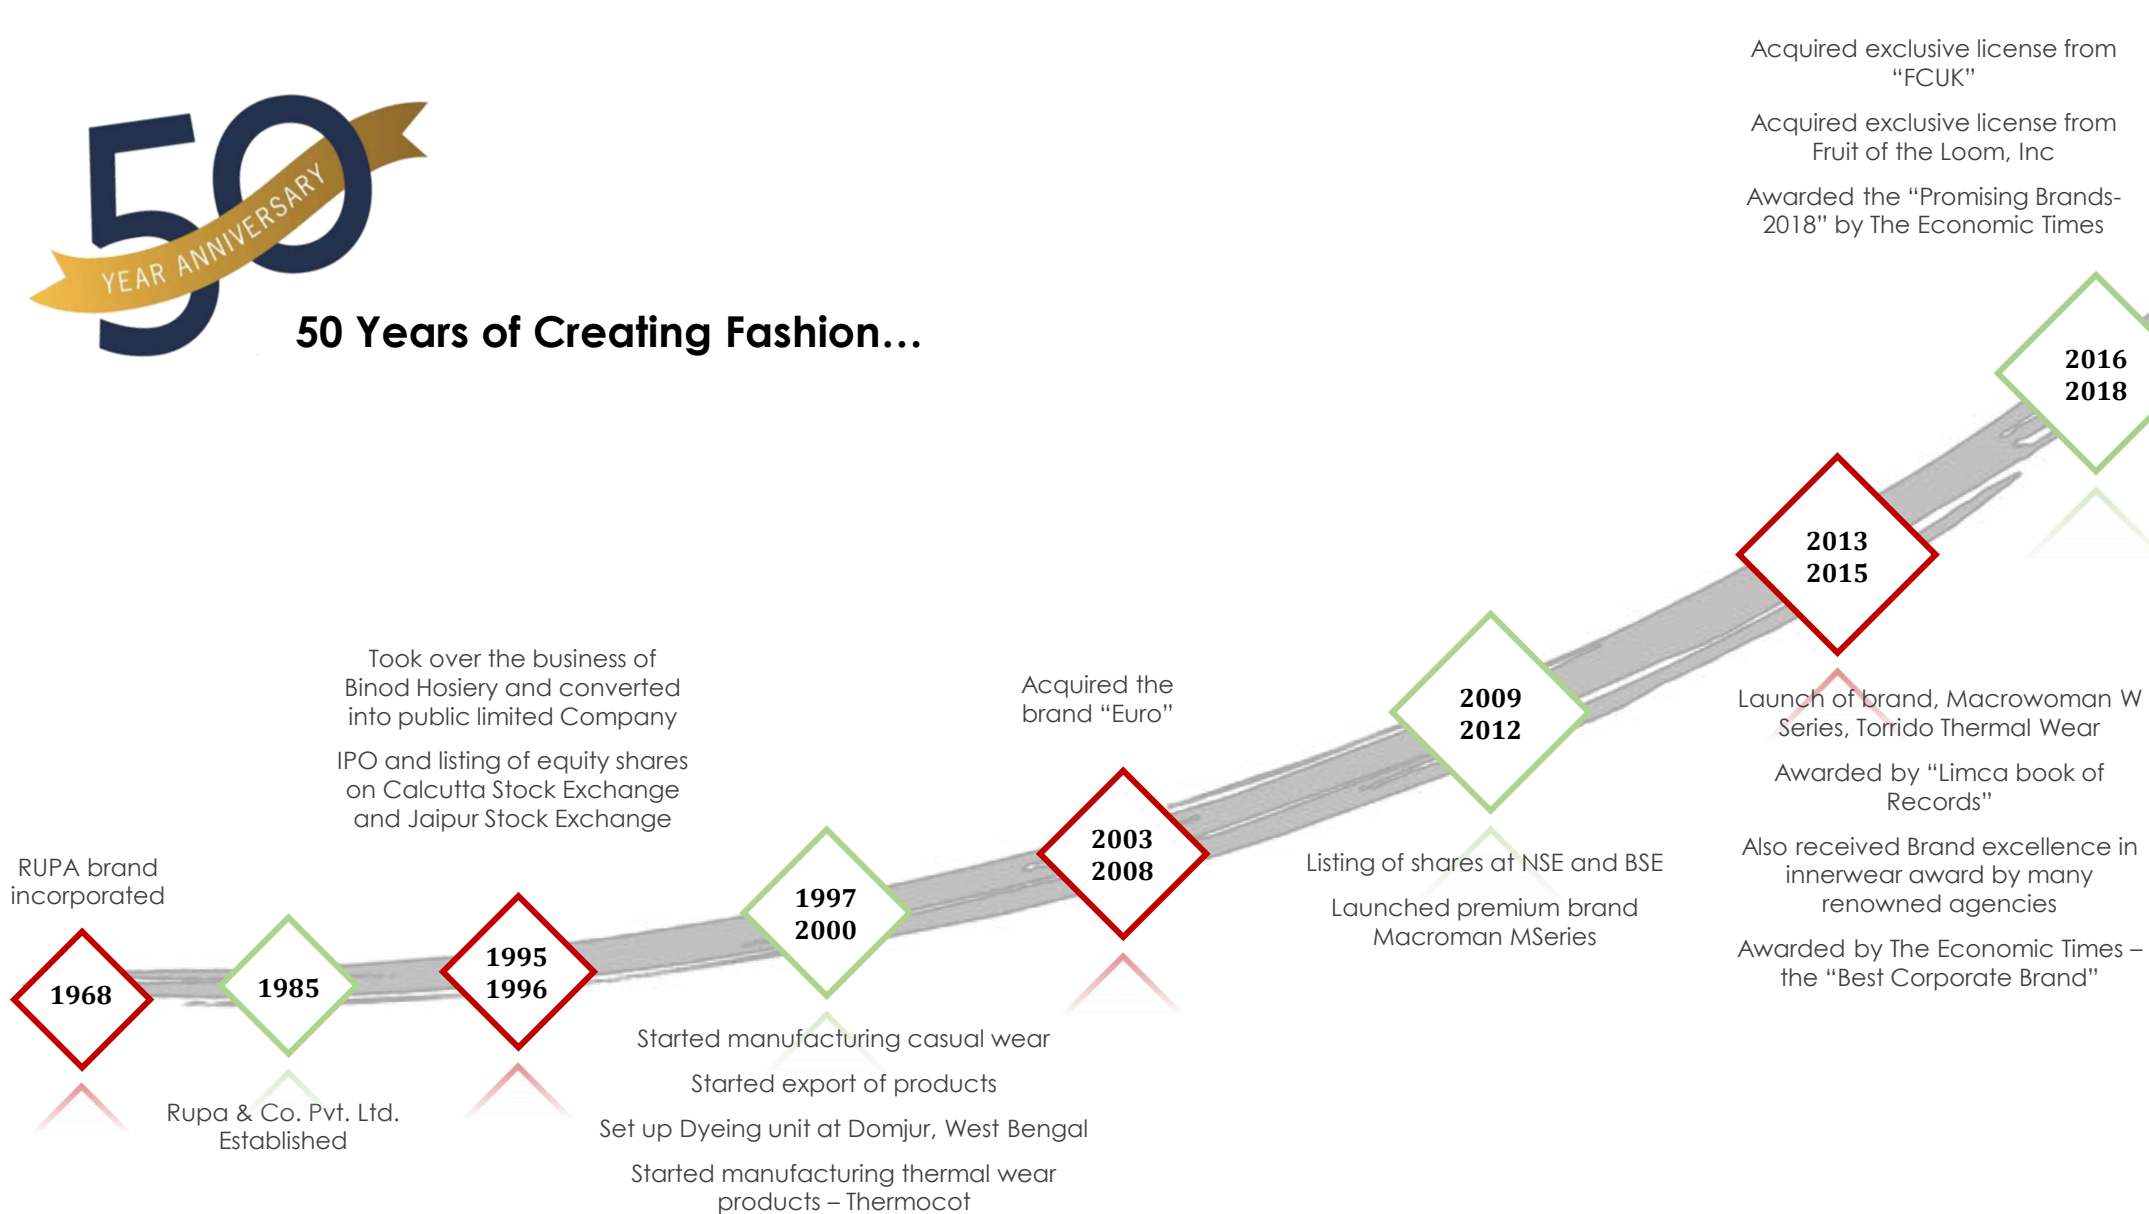 50
YEAR ANNIVERSARY
50 Years of Creating Fashion…
RUPA brand
incorporated
1968
1985
Rupa & Co. Pvt. Ltd.
Established
Took over the business of
Binod Hosiery and converted
into public limited Company
IPO and listing of equity shares
on Calcutta Stock Exchange
and Jaipur Stock Exchange
1995
1996
1997
2000
Started manufacturing casual wear
Started export of products
Set up Dyeing unit at Domjur, West Bengal
Started manufacturing thermal wear
products – Thermocot
Acquired the
brand “Euro”
2003
2008
2009
2012
Listing of shares at NSE and BSE
Launched premium brand
Macroman MSeries
2013
2015
Launch of brand, Macrowoman W
Series, Torrido Thermal Wear
Awarded by “Limca book of
Records”
Also received Brand excellence in
innerwear award by many
renowned agencies
Awarded by The Economic Times –
the “Best Corporate Brand”
Acquired exclusive license from
“FCUK”
Acquired exclusive license from
Fruit of the Loom, Inc
Awarded the “Promising Brands-
2018” by The Economic Times
2016
2018